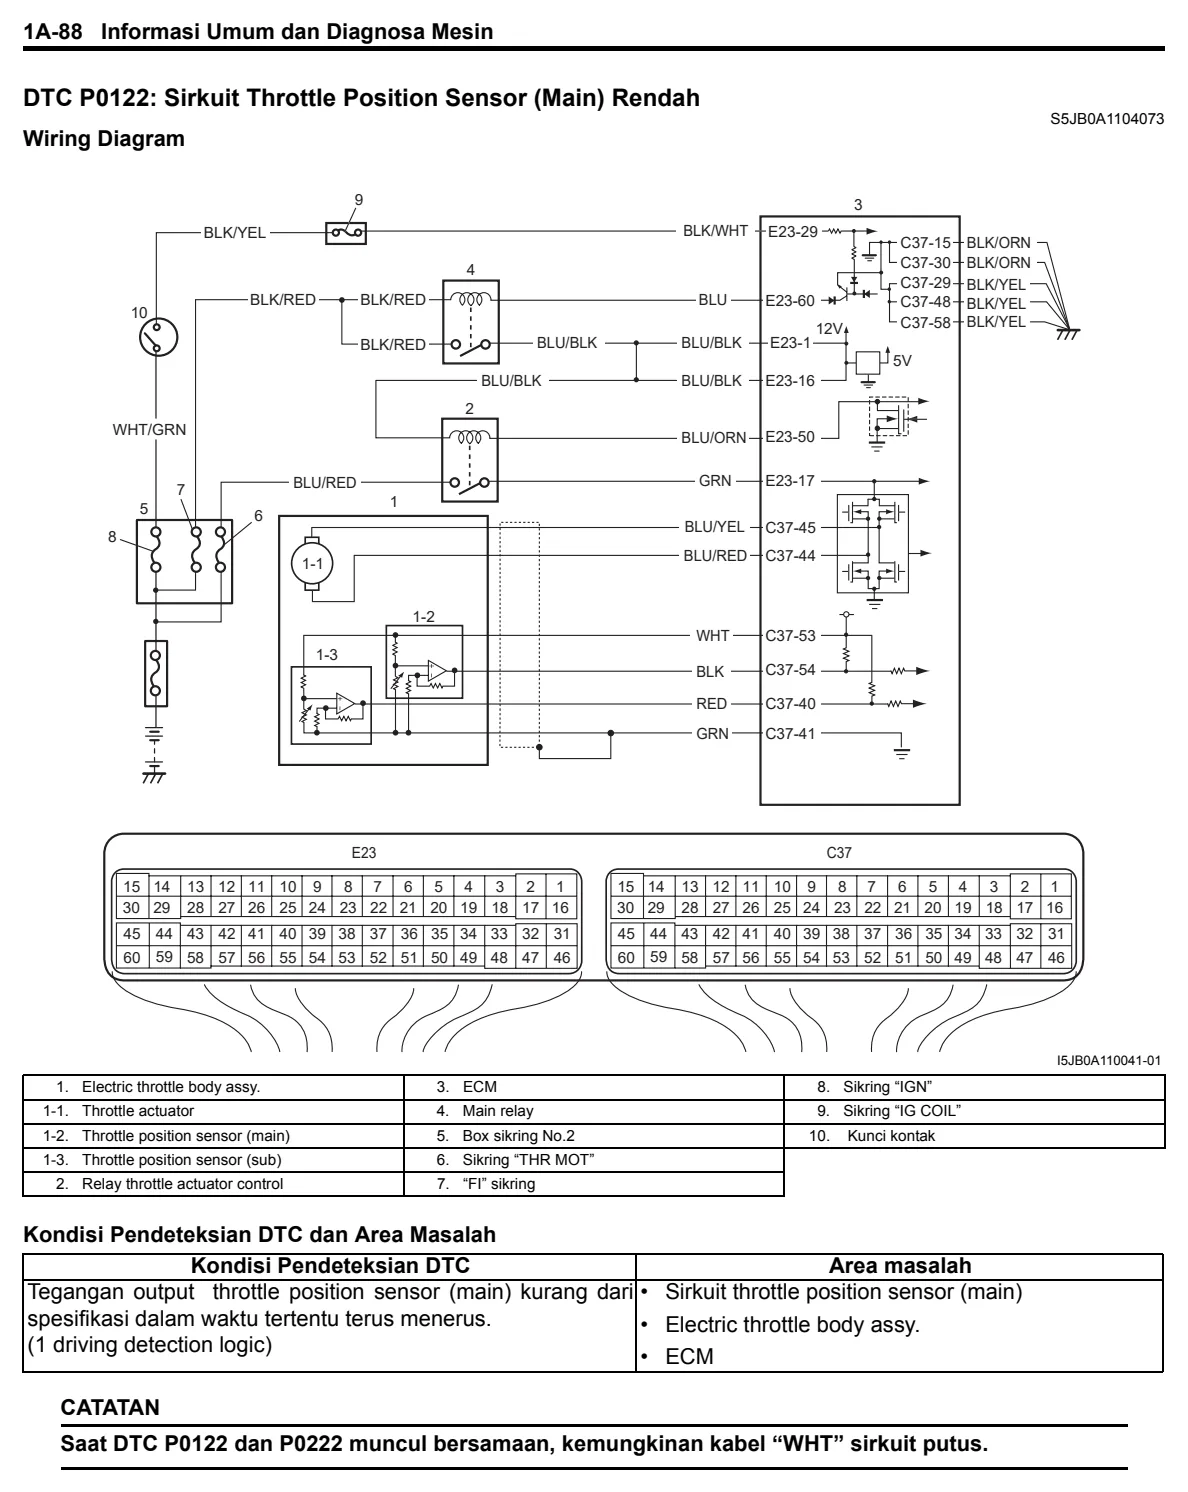 1A-88 Informasi Umum dan Diagnosa Mesin
DTC P0122: Sirkuit Throttle Position Sensor (Main) Rendah
S5JB0A1104073
Wiring Diagram
9
3
BLK/YEL
BLK/WHT
E23-29
C37-15
BLK/ORN
C37-30
BLK/ORN
4
C37-29
BLK/YEL
BLK/RED
BLK/RED
BLU
E23-60
C37-48
BLK/YEL
10
C37-58
BLK/YEL
12V
BLK/RED
BLU/BLK
BLU/BLK
E23-1
5V
BLU/BLK
BLU/BLK
E23-16
2
WHT/GRN
BLU/ORN
E23-50
BLU/RED
GRN
E23-17
7
1
5
6
8
BLU/YEL
C37-45
1-1
BLU/RED
C37-44
1-2
WHT
C37-53
1-3
BLK
C37-54
RED
C37-40
GRN
C37-41
E23
C37
15 14 13 12 11 10 9 8 7 6 5 4 3 2 1
15 14 13 12 11 10 9 8 7 6 5 4 3 2 1
30 29 28 27 26 25 24 23 22 21 20 19 18 17 16
30 29 28 27 26 25 24 23 22 21 20 19 18 17 16
45 44 43 42 41 40 39 38 37 36 35 34 33 32 31
45 44 43 42 41 40 39 38 37 36 35 34 33 32 31
60 59 58 57 56 55 54 53 52 51 50 49 48 47 46
60 59 58 57 56 55 54 53 52 51 50 49 48 47 46
I5JB0A110041-01
1. Electric throttle body assy.
3. ECM
8. Sikring “IGN”
1-1. Throttle actuator
4. Main relay
9. Sikring “IG COIL”
1-2. Throttle position sensor (main)
5. Box sikring No.2
10. Kunci kontak
1-3. Throttle position sensor (sub)
6. Sikring “THR MOT”
2. Relay throttle actuator control
7. “FI” sikring
Kondisi Pendeteksian DTC dan Area Masalah
Kondisi Pendeteksian DTC
Area masalah
Tegangan output throttle position sensor (main) kurang dari
spesifikasi dalam waktu tertentu terus menerus.
(1 driving detection logic)
• Sirkuit throttle position sensor (main)
• Electric throttle body assy.
• ECM
CATATAN
Saat DTC P0122 dan P0222 muncul bersamaan, kemungkinan kabel “WHT” sirkuit putus.